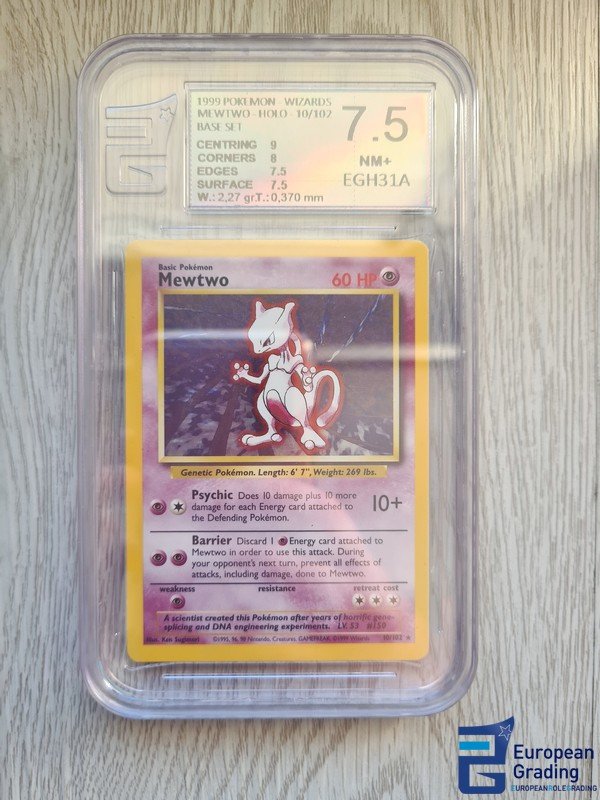 1999 POKEMON - WIZARDS
MEWTWO - HOLO - 10/102
BASE SET
CENTRING 9
CORNERS 8
EDGES 7.5
SURFACE 7.5
W.: 2,27 gr.T.: 0,370 mm
7.5
NM+
EGH31A
Basic Pokémon
Mewtwo
60 HP
Genetic Pokémon. Length: 6' 7", Weight: 269 lbs.
Psychic Does 10 damage plus 10 more
damage for each Energy card attached to
the Defending Pokémon.
10+
Barrier Discard 1 Energy card attached to
Mewtwo in order to use this attack. During
your opponent's next turn, prevent all effects of
attacks, including damage, done to Mewtwo.
weakness
resistance
retreat cost
A scientist created this Pokémon after years of horrific gene-
splicing and DNA engineering experiments. LV. 53 #150
Illus. Ken Sugimori
©1995, 96, 98 Nintendo, Creatures, GAMEFREAK. ©1999 Wizards.
10/102
European
Grading
EUROPEANROLEGRADING